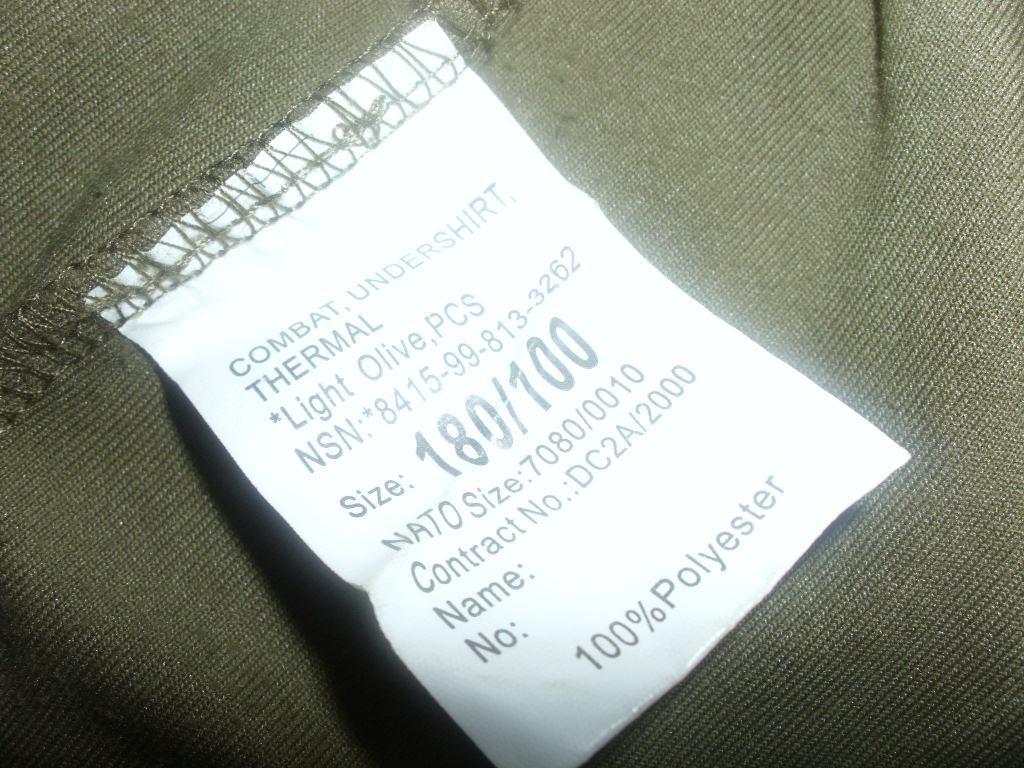 COMBAT, UNDERSHIRT,
THERMAL
*Light Olive,PCS
NSN:*8415-99-813-3262
Size: 180/100
NATO Size:7080/0010
Contract No.:DC2A/2000
Name:
No:
100%Polyester